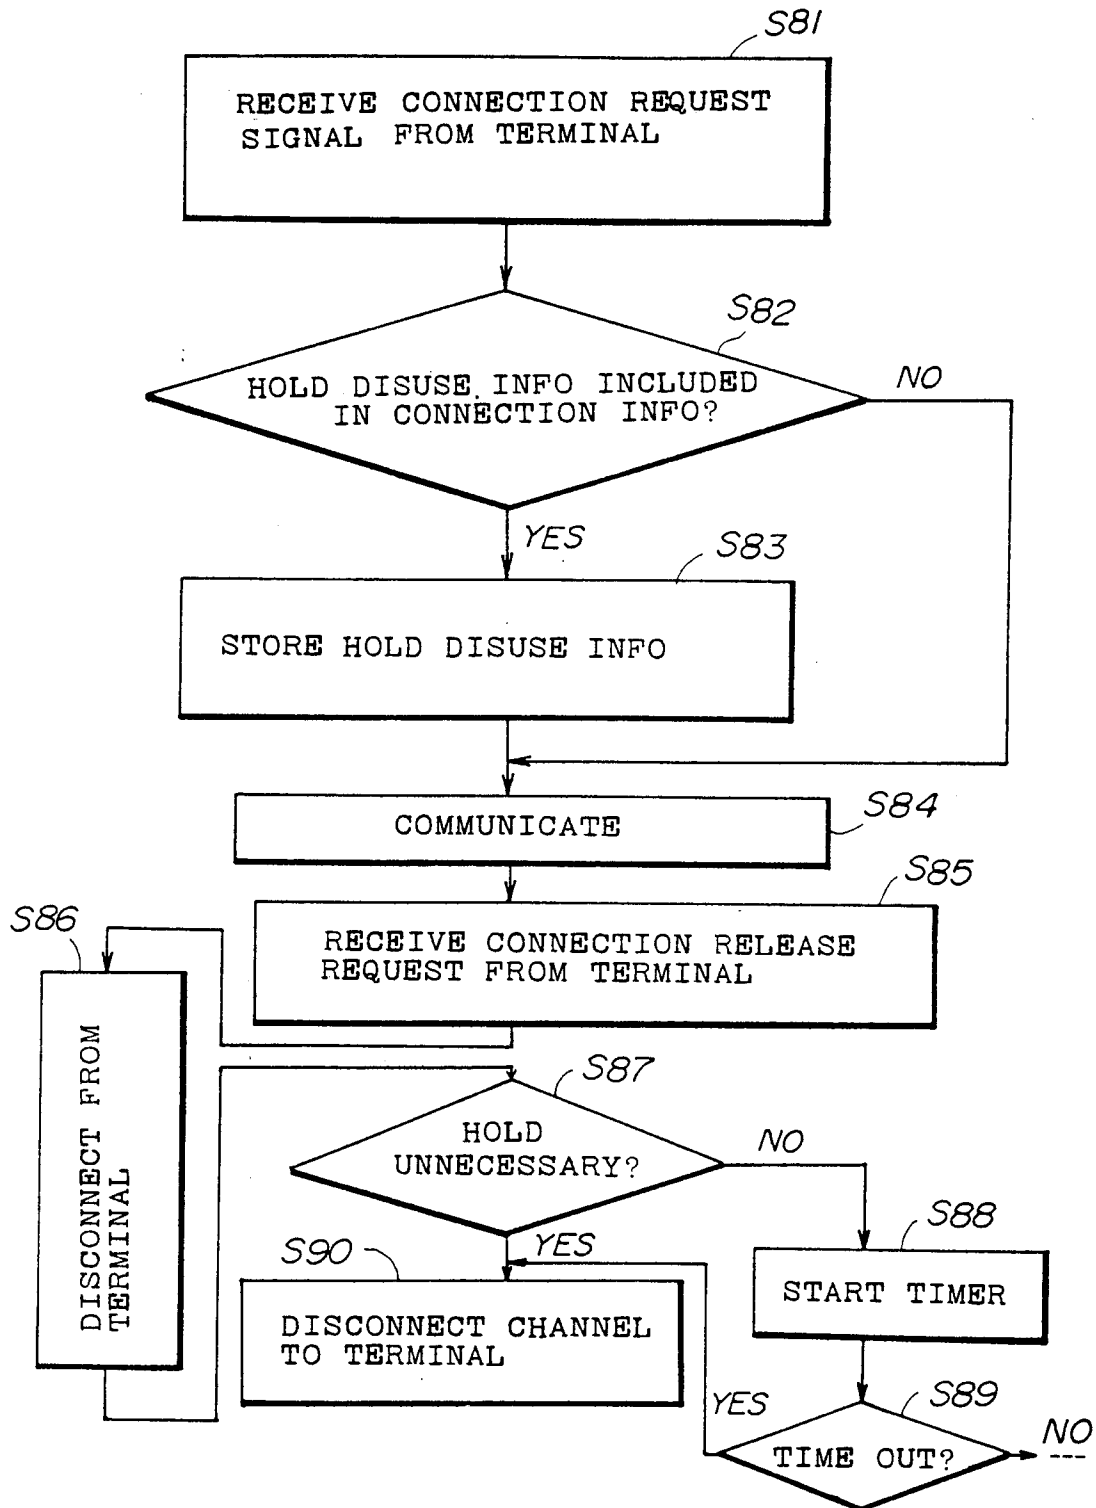 S81
RECEIVE CONNECTION REQUEST
SIGNAL FROM TERMINAL
S82
HOLD DISUSE INFO INCLUDED
IN CONNECTION INFO?
NO
YES
S83
STORE HOLD DISUSE INFO
S84
COMMUNICATE
S85
RECEIVE CONNECTION RELEASE
REQUEST FROM TERMINAL
S86
DISCONNECT FROM
TERMINAL
S87
HOLD
UNNECESSARY?
NO
YES
S88
START TIMER
S90
DISCONNECT CHANNEL
TO TERMINAL
S89
YES
TIME OUT?
NO